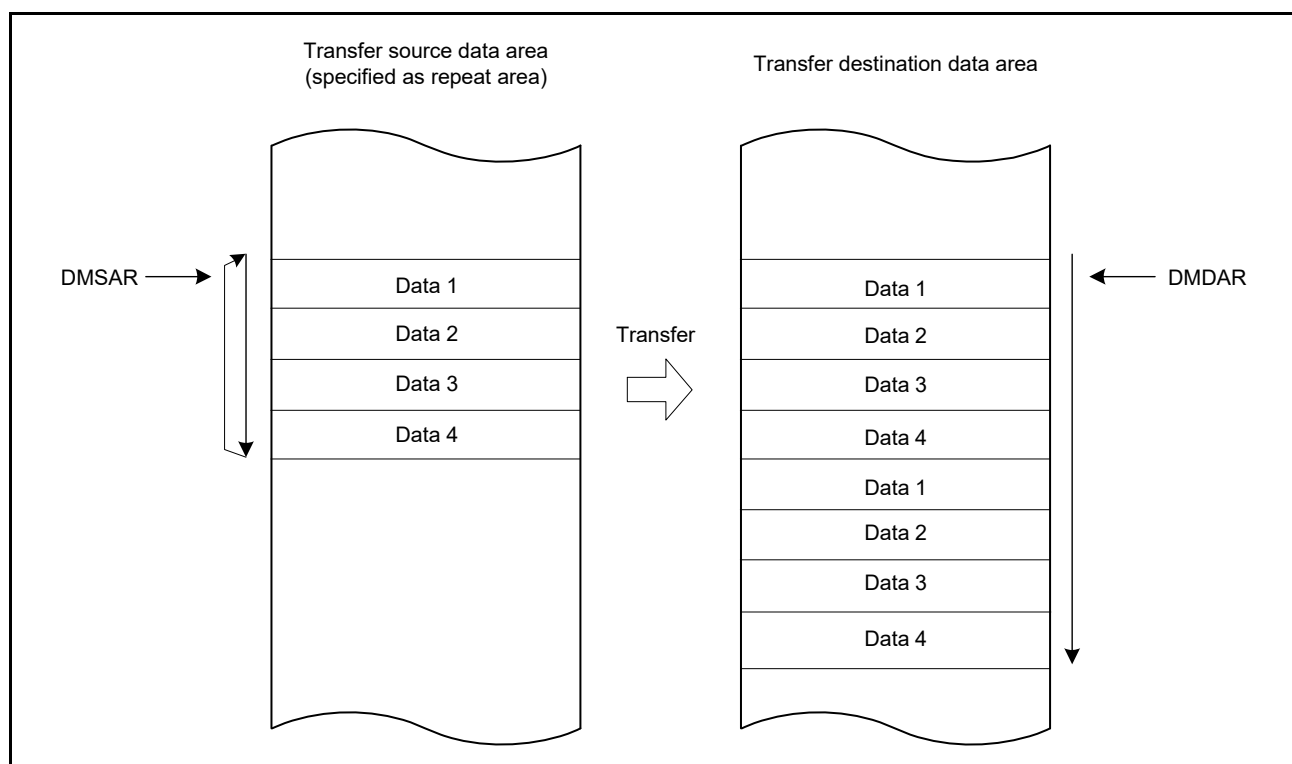 Transfer source data area
(specified as repeat area)
Transfer destination data area
DMSAR
Data 1
Data 2
Data 3
Data 4
Transfer
Data 1
Data 2
Data 3
Data 4
Data 1
Data 2
Data 3
Data 4
DMDAR